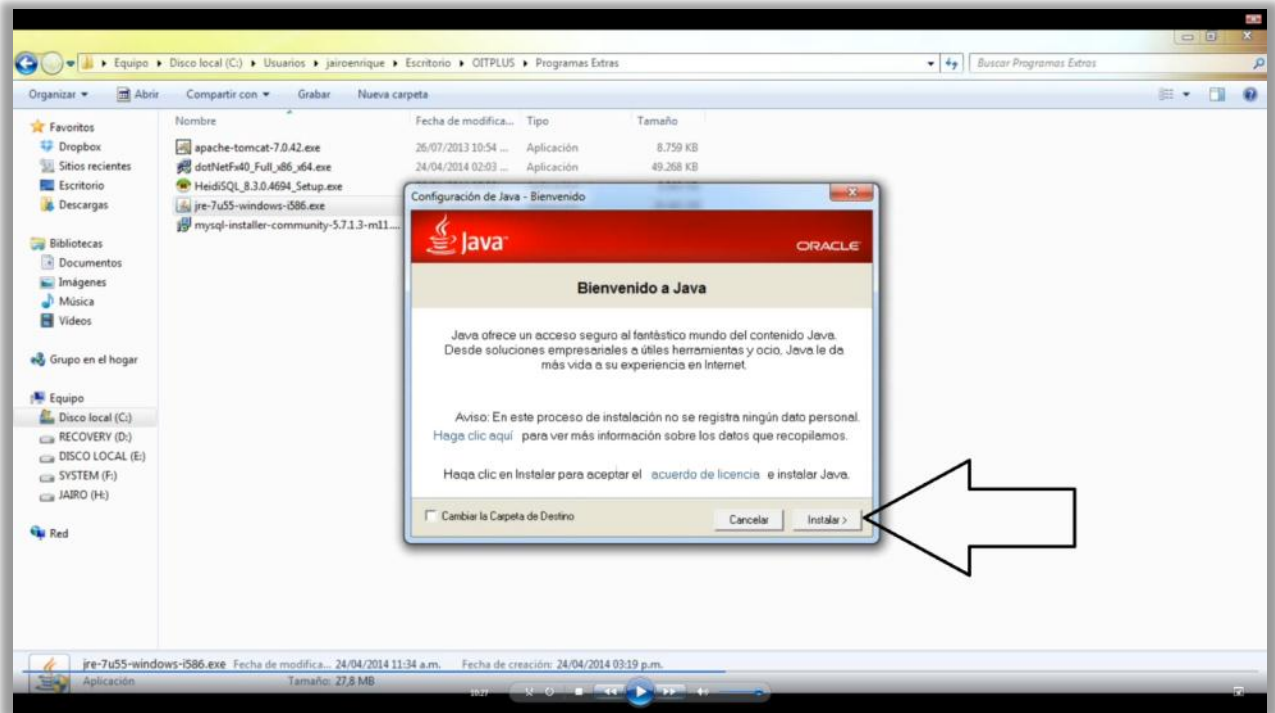 Equipo ▸ Disco local (C:) ▸ Usuarios ▸ jairoenrique ▸ Escritorio ▸ OITPLUS ▸ Programas Extras
Buscar Programas Extras
Organizar Abrir Compartir con Grabar Nueva carpeta
Favoritos
Dropbox
Sitios recientes
Escritorio
Descargas
Bibliotecas
Documentos
Imágenes
Música
Vídeos
Grupo en el hogar
Equipo
Disco local (C:)
RECOVERY (D:)
DISCO LOCAL (E:)
SYSTEM (F:)
JAIRO (H:)
Red
Nombre Fecha de modifica... Tipo Tamaño
apache-tomcat-7.0.42.exe 26/07/2013 10:54 ... Aplicación 8.759 KB
dotNetFx40_Full_x86_x64.exe 24/04/2014 02:03 ... Aplicación 49.268 KB
HeidiSQL_8.3.0.4694_Setup.exe
jre-7u55-windows-i586.exe
mysql-installer-community-5.7.1.3-m11....
Configuración de Java - Bienvenido
Java
ORACLE
Bienvenido a Java
Java ofrece un acceso seguro al fantástico mundo del contenido Java.
Desde soluciones empresariales a útiles herramientas y ocio, Java le da
más vida a su experiencia en Internet.
Aviso: En este proceso de instalación no se registra ningún dato personal.
Haga clic aquí para ver más información sobre los datos que recopilamos.
Haga clic en Instalar para aceptar el acuerdo de licencia e instalar Java.
Cambiar la Carpeta de Destino
Cancelar
Instalar >
jre-7u55-windows-i586.exe Fecha de modifica... 24/04/2014 11:34 a.m. Fecha de creación: 24/04/2014 03:19 p.m.
Aplicación Tamaño: 27,8 MB
10:27